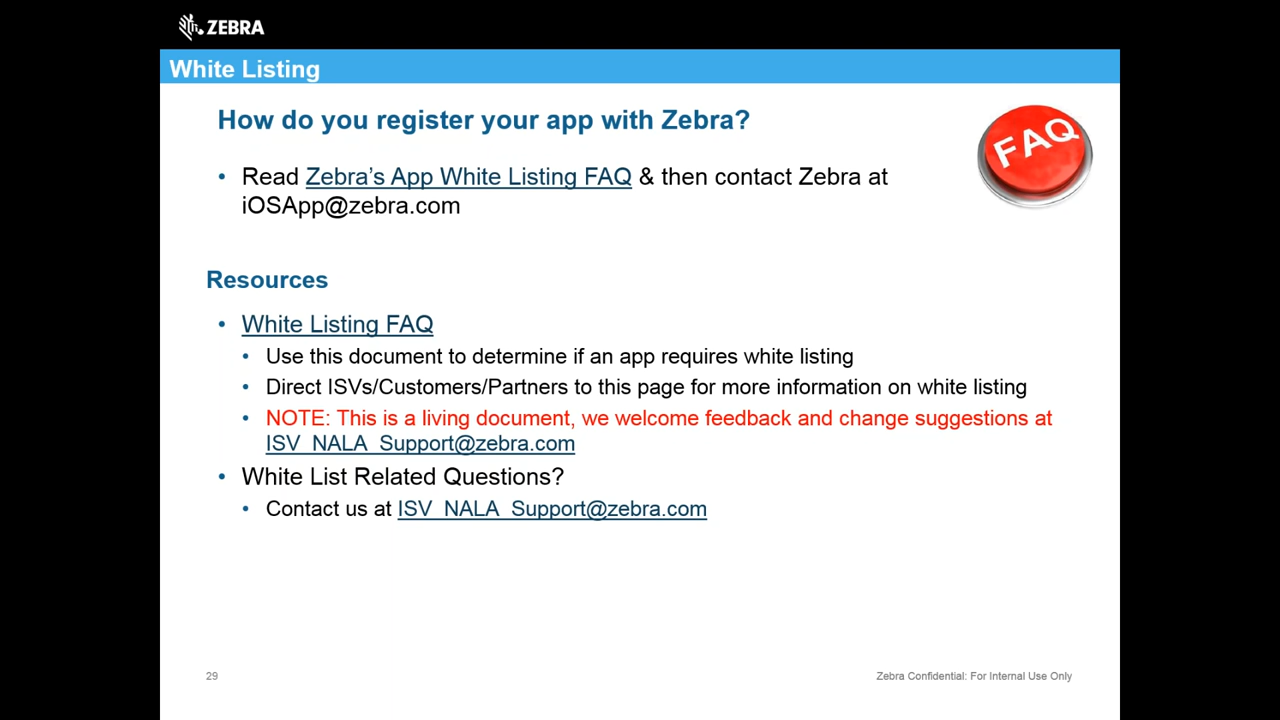 ZEBRA
White Listing
How do you register your app with Zebra?
FAQ
• Read Zebra’s App White Listing FAQ & then contact Zebra at
iOSApp@zebra.com
Resources
• White Listing FAQ
• Use this document to determine if an app requires white listing
• Direct ISVs/Customers/Partners to this page for more information on white listing
• NOTE: This is a living document, we welcome feedback and change suggestions at
ISV_NALA_Support@zebra.com
• White List Related Questions?
• Contact us at ISV_NALA_Support@zebra.com
29
Zebra Confidential: For Internal Use Only